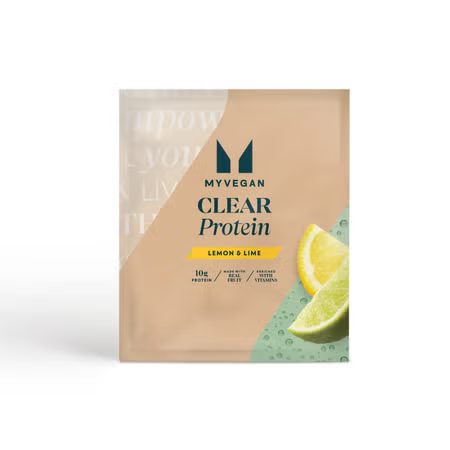 MYVEGAN
CLEAR
Protein
LEMON & LIME
10g
PROTEIN
MADE WITH
REAL
FRUIT
ENRICHED
WITH
VITAMINS